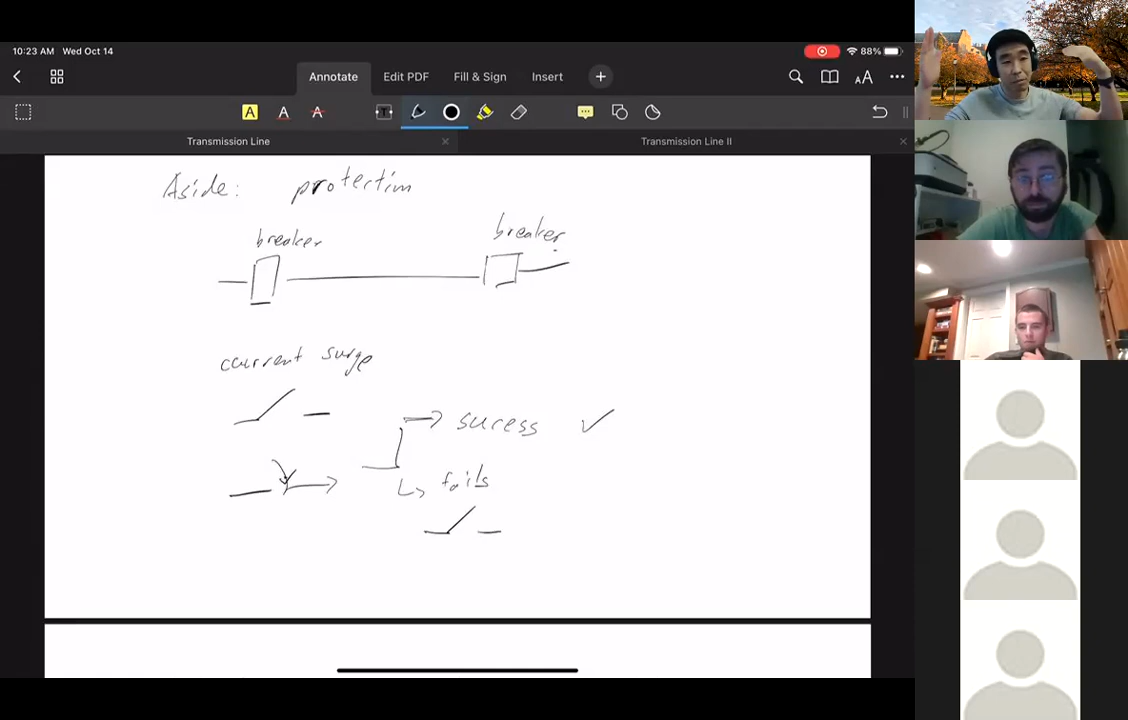 10:23 AM Wed Oct 14
88%
Annotate Edit PDF Fill & Sign Insert
AA
A A A T
Transmission Line
Transmission Line II
Aside: protection
breaker breaker
current surge
sucess ✓
fails